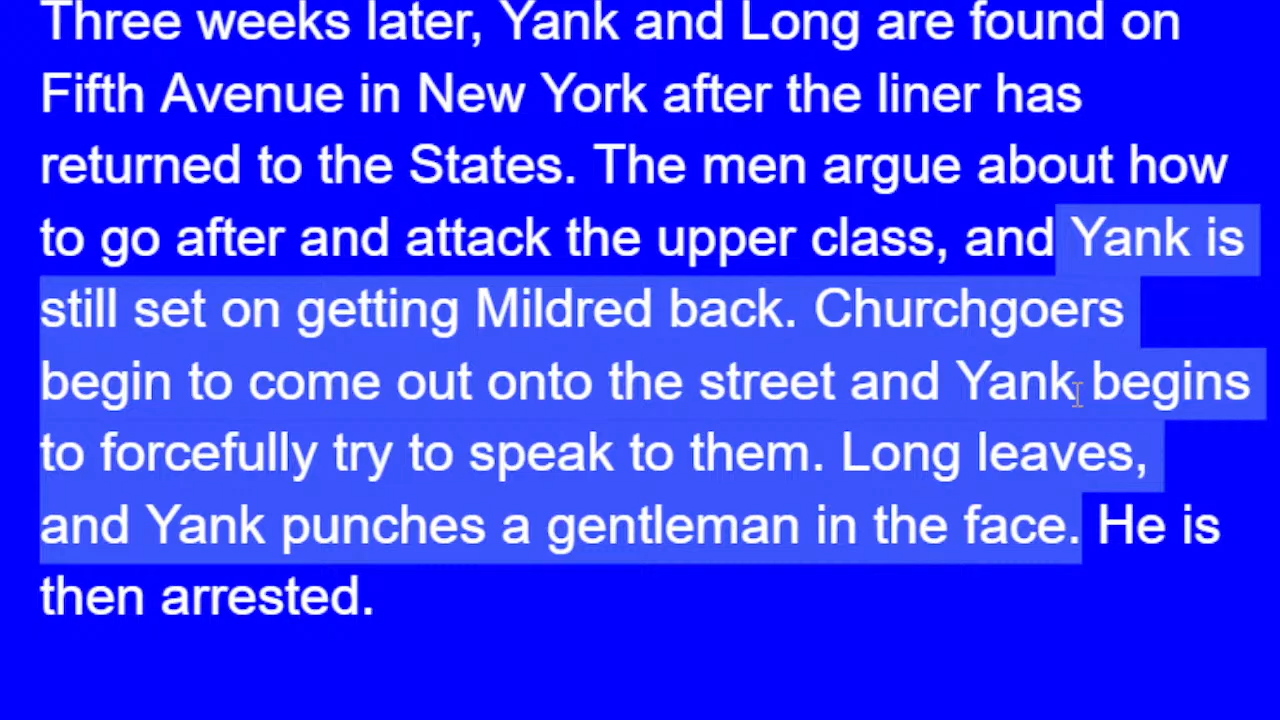 Three weeks later, Yank and Long are found on
Fifth Avenue in New York after the liner has
returned to the States. The men argue about how
to go after and attack the upper class, and Yank is
still set on getting Mildred back. Churchgoers
begin to come out onto the street and Yank begins
to forcefully try to speak to them. Long leaves,
and Yank punches a gentleman in the face. He is
then arrested.